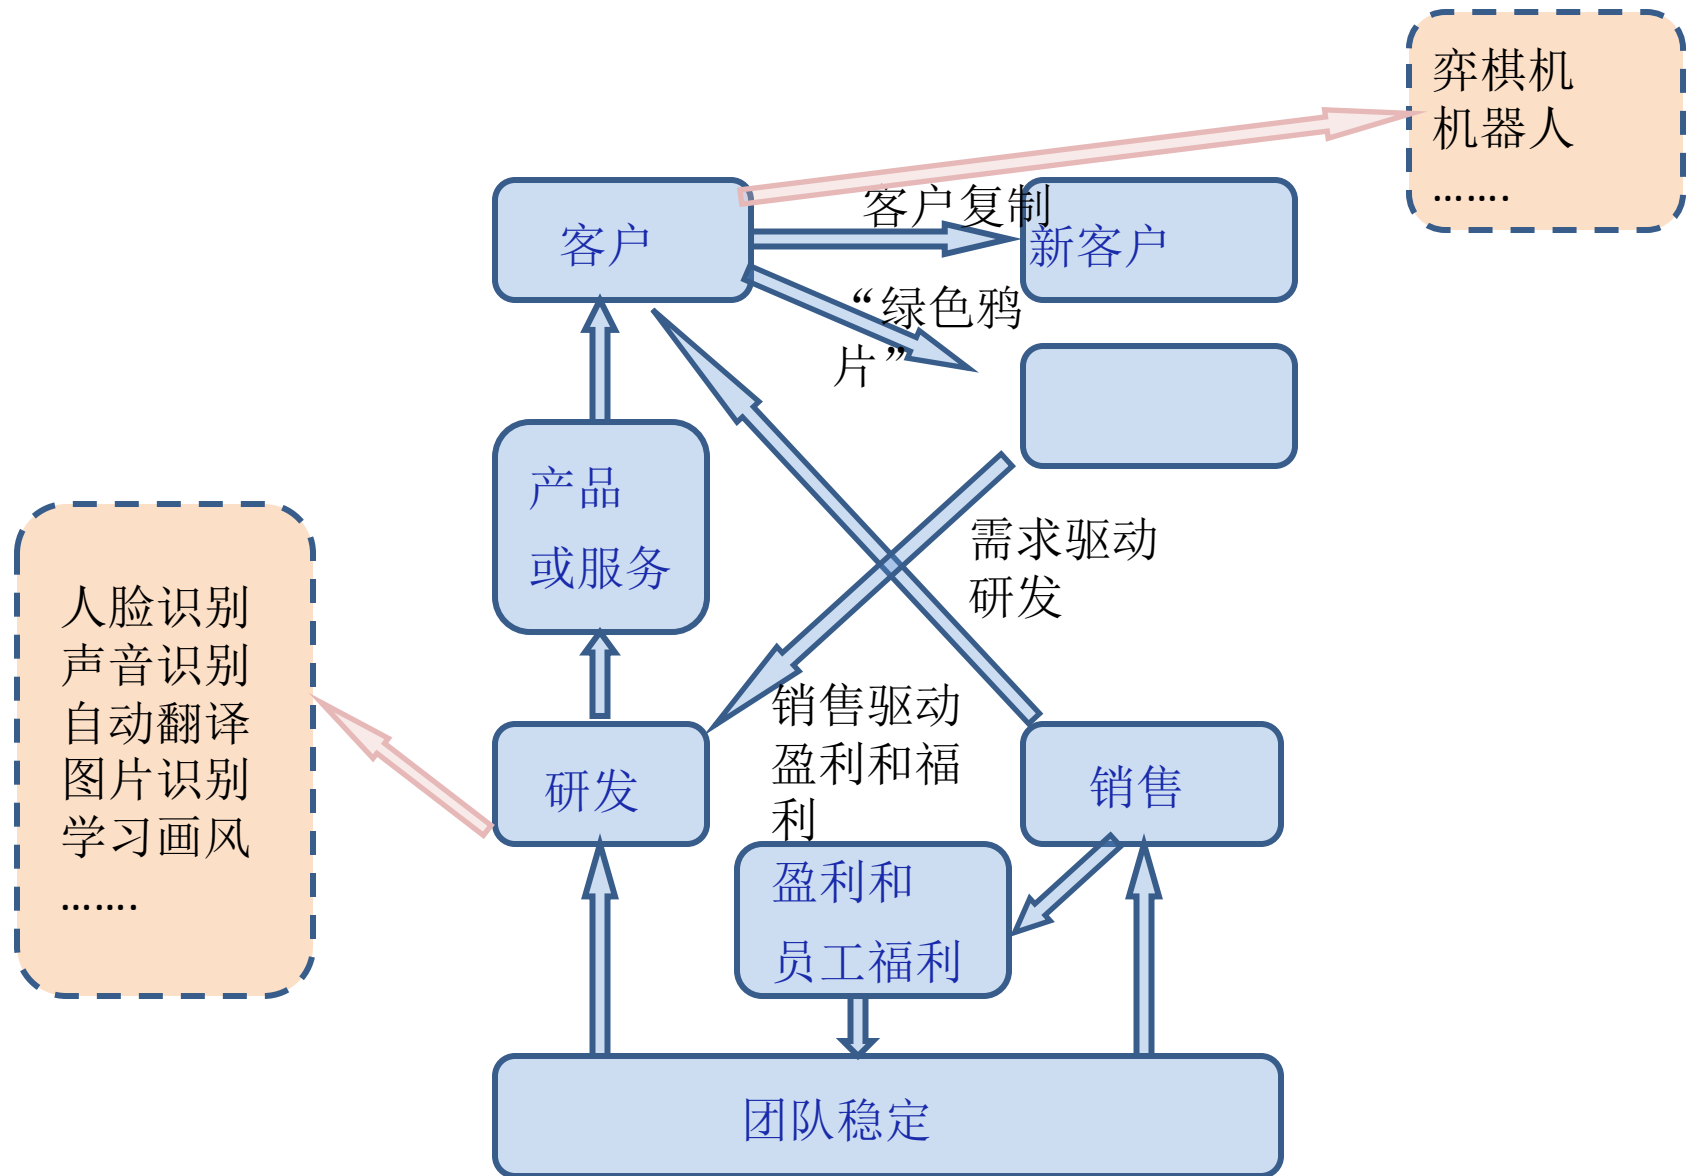 弈棋机
机器人
…….
客户复制
客户
新客户
“绿色鸦
片”
产品
或服务
需求驱动
研发
人脸识别
声音识别
自动翻译
图片识别
学习画风
…….
销售驱动
盈利和福
利
研发
销售
盈利和
员工福利
团队稳定